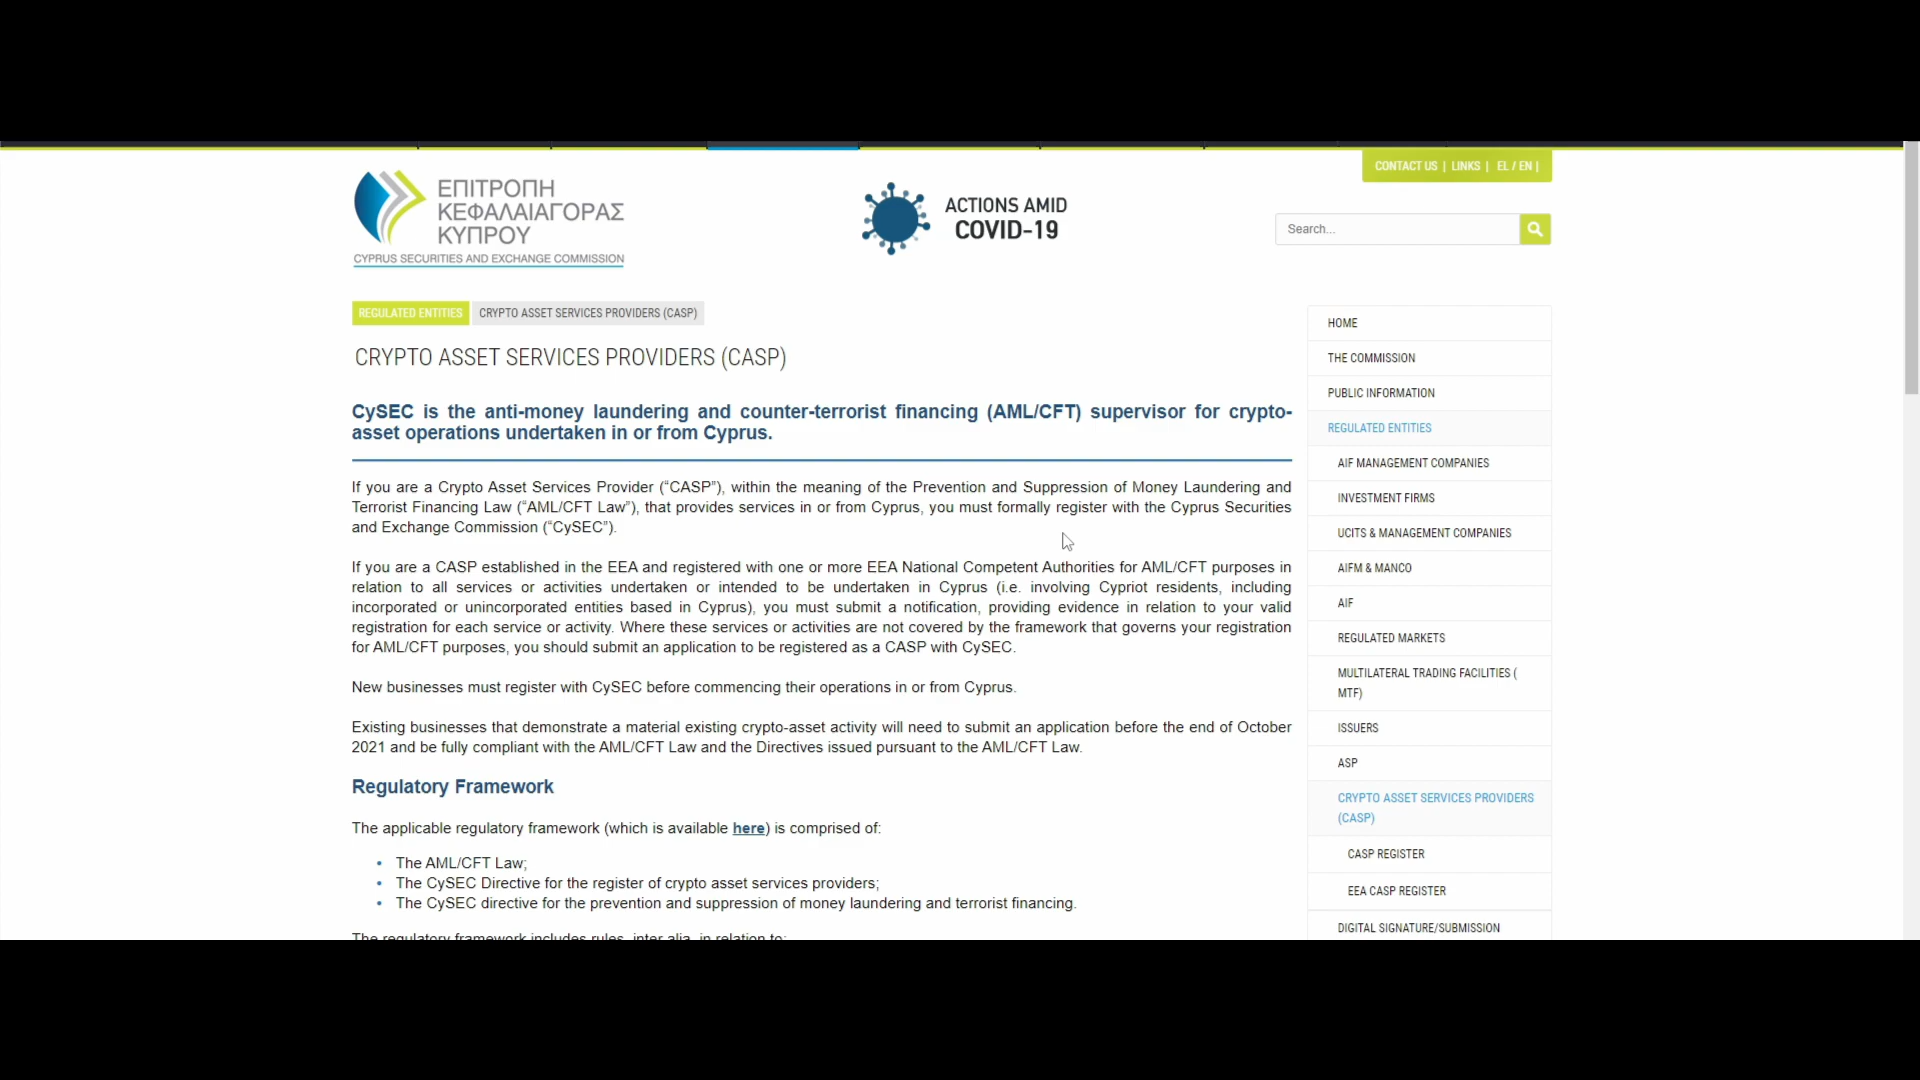 CONTACT US | LINKS | EL / EN |
ΕΠΙΤΡΟΠΗ
ΚΕΦΑΛΑΙΑΓΟΡΑΣ
ΚΥΠΡΟΥ
CYPRUS SECURITIES AND EXCHANGE COMMISSION
ACTIONS AMID
COVID-19
Search...
REGULATED ENTITIES CRYPTO ASSET SERVICES PROVIDERS (CASP)
CRYPTO ASSET SERVICES PROVIDERS (CASP)
CySEC is the anti-money laundering and counter-terrorist financing (AML/CFT) supervisor for crypto-
asset operations undertaken in or from Cyprus.
If you are a Crypto Asset Services Provider (“CASP”), within the meaning of the Prevention and Suppression of Money Laundering and
Terrorist Financing Law (“AML/CFT Law”), that provides services in or from Cyprus, you must formally register with the Cyprus Securities
and Exchange Commission (“CySEC”).
If you are a CASP established in the EEA and registered with one or more EEA National Competent Authorities for AML/CFT purposes in
relation to all services or activities undertaken or intended to be undertaken in Cyprus (i.e. involving Cypriot residents, including
incorporated or unincorporated entities based in Cyprus), you must submit a notification, providing evidence in relation to your valid
registration for each service or activity. Where these services or activities are not covered by the framework that governs your registration
for AML/CFT purposes, you should submit an application to be registered as a CASP with CySEC.
New businesses must register with CySEC before commencing their operations in or from Cyprus.
Existing businesses that demonstrate a material existing crypto-asset activity will need to submit an application before the end of October
2021 and be fully compliant with the AML/CFT Law and the Directives issued pursuant to the AML/CFT Law.
Regulatory Framework
The applicable regulatory framework (which is available here) is comprised of:
• The AML/CFT Law;
• The CySEC Directive for the register of crypto asset services providers;
• The CySEC directive for the prevention and suppression of money laundering and terrorist financing.
The regulatory framework includes rules, inter alia, in relation to:
HOME
THE COMMISSION
PUBLIC INFORMATION
REGULATED ENTITIES
AIF MANAGEMENT COMPANIES
INVESTMENT FIRMS
UCITS & MANAGEMENT COMPANIES
AIFM & MANCO
AIF
REGULATED MARKETS
MULTILATERAL TRADING FACILITIES (
MTF)
ISSUERS
ASP
CRYPTO ASSET SERVICES PROVIDERS
(CASP)
CASP REGISTER
EEA CASP REGISTER
DIGITAL SIGNATURE/SUBMISSION